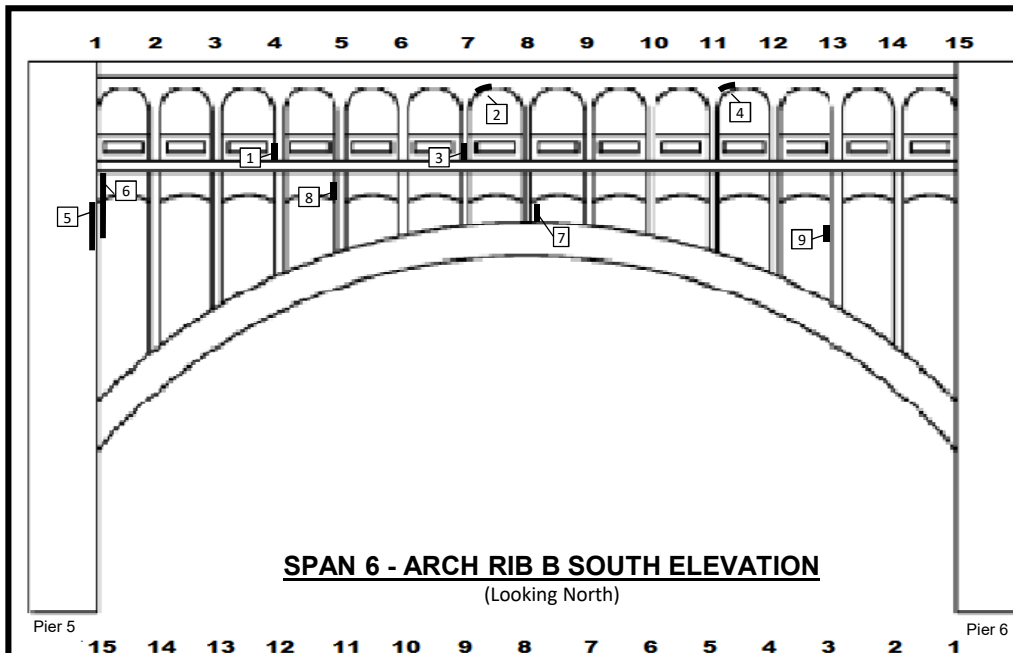 1 2 3 4 5 6 7 8 9 10 11 12 13 14 15
2 4
1 3
6 8
5 7 9
SPAN 6 - ARCH RIB B SOUTH ELEVATION
(Looking North)
Pier 5 Pier 6
15 14 13 12 11 10 9 8 7 6 5 4 3 2 1